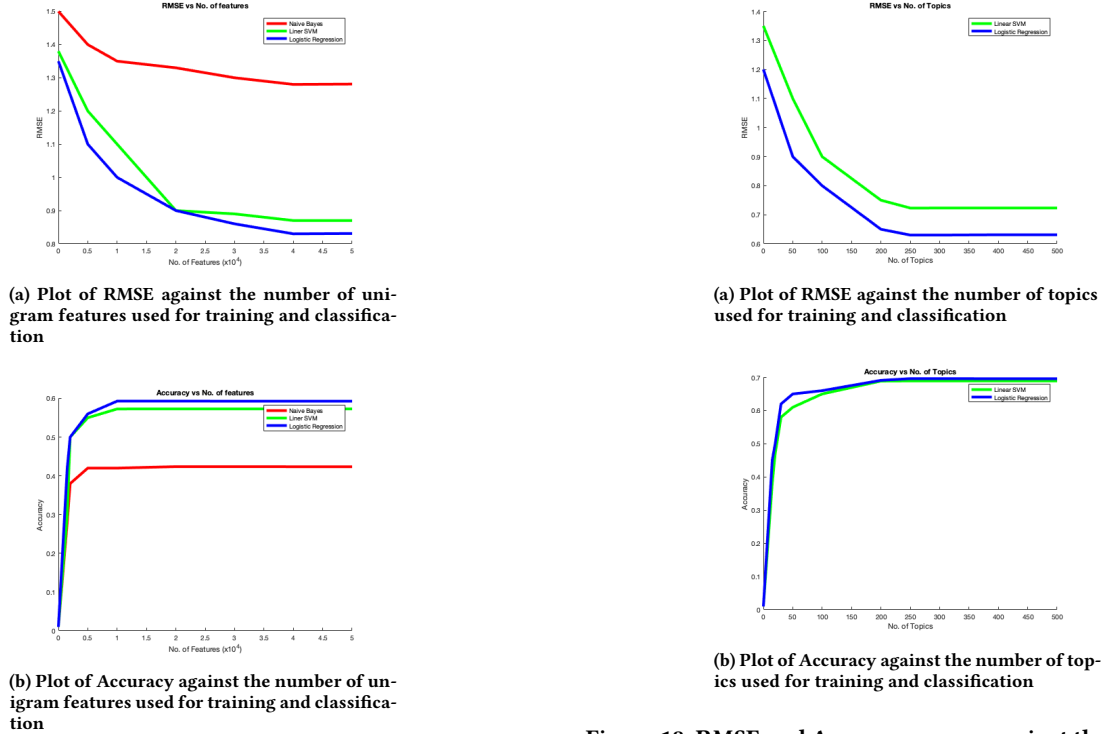 RMSE vs No. of features
Naive Bayes
Liner SVM
Logistic Regression
1.5
1.4
1.3
1.2
1.1
1
0.9
0.8
RMSE
0 0.5 1 1.5 2 2.5 3 3.5 4 4.5 5
No. of Features (x10^4)
(a) Plot of RMSE against the number of uni-
gram features used for training and classifica-
tion
Accuracy vs No. of features
Naive Bayes
Liner SVM
Logistic Regression
0.6
0.5
0.4
0.3
0.2
0.1
0
Accuracy
0 0.5 1 1.5 2 2.5 3 3.5 4 4.5 5
No. of Features (x10^4)
(b) Plot of Accuracy against the number of un-
igram features used for training and classifica-
tion
RMSE vs No. of Topics
Linear SVM
Logistic Regression
1.4
1.3
1.2
1.1
1
0.9
0.8
0.7
0.6
RMSE
0 50 100 150 200 250 300 350 400 450 500
No. of Topics
(a) Plot of RMSE against the number of topics
used for training and classification
Accuracy vs No. of Topics
Linear SVM
Logistic Regression
0.7
0.6
0.5
0.4
0.3
0.2
0.1
0
Accuracy
0 50 100 150 200 250 300 350 400 450 500
No. of Topics
(b) Plot of Accuracy against the number of top-
ics used for training and classification
RMSE and